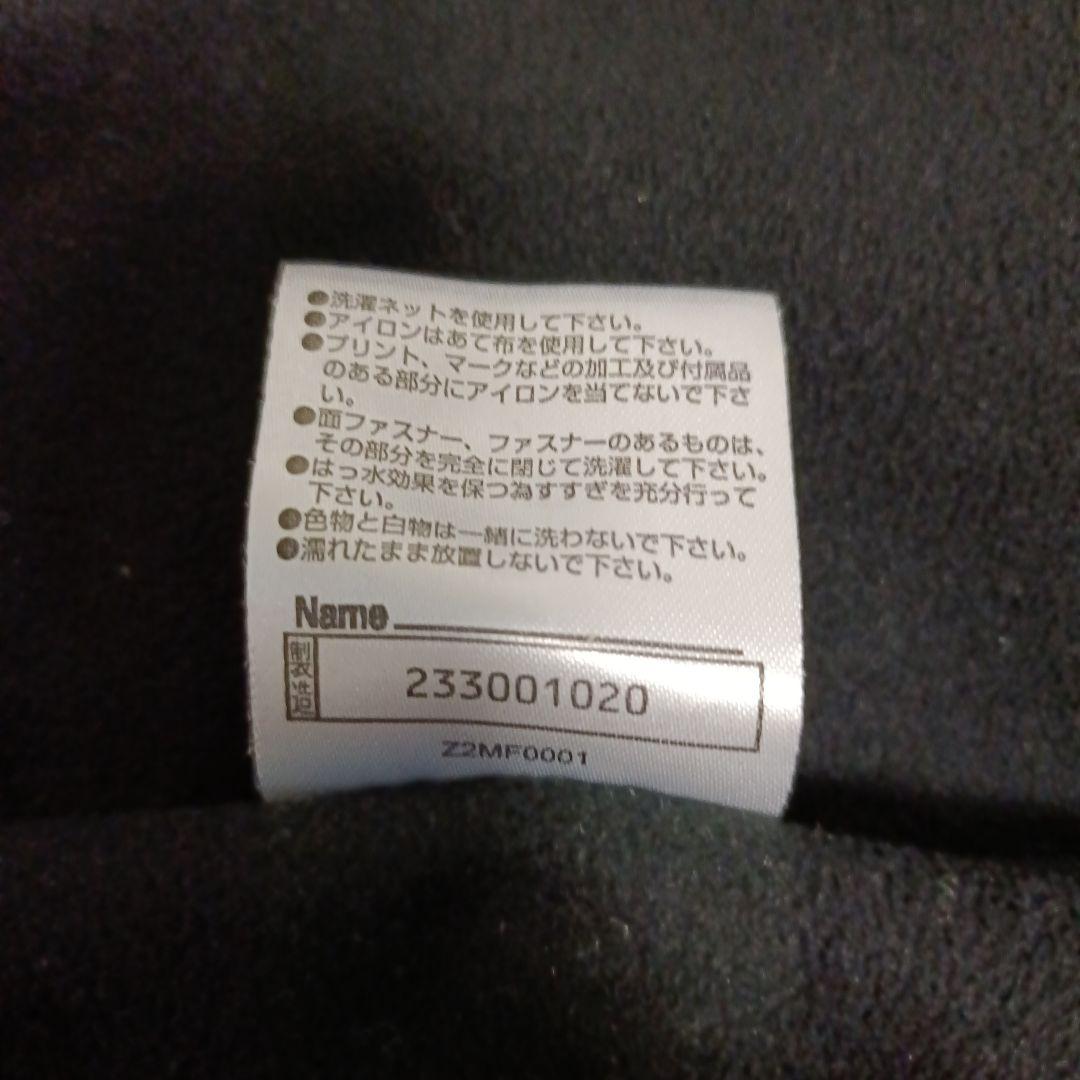 ●洗濯ネットを使用して下さい。
●アイロンはあて布を使用して下さい。
●プリント、マークなどの加工及び付属品
のある部分にアイロンを当てないで下さ
い。
●面ファスナー、ファスナーのあるものは、
その部分を完全に閉じて洗濯して下さい。
●はっ水効果を保つ為すすぎを充分行って
下さい。
●色物と白物は一緒に洗わないで下さい。
●濡れたまま放置しないで下さい。
Name
233001020
Z2MF0001